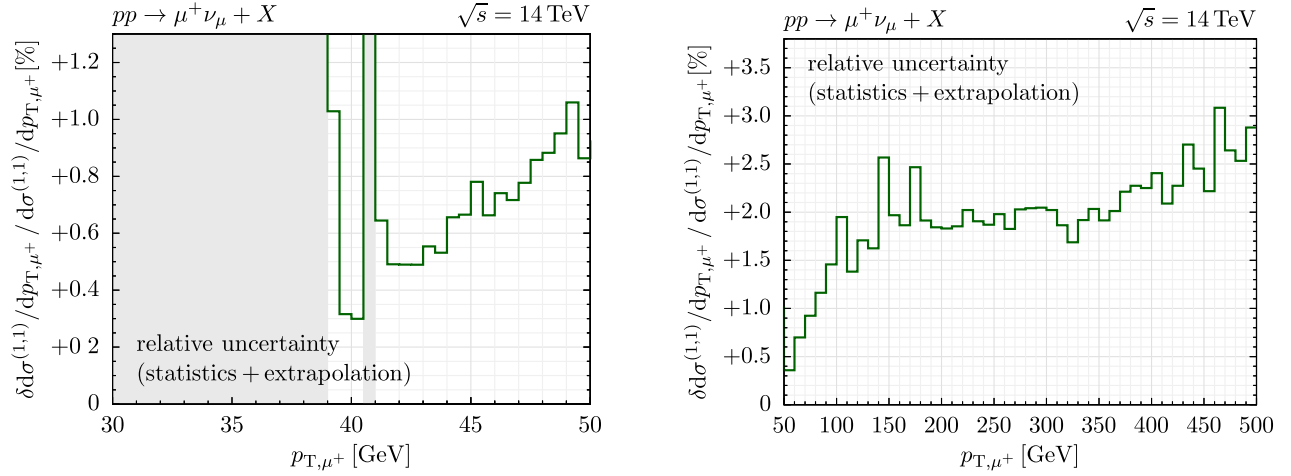 pp → μ⁺ν_μ + X √s = 14 TeV
δdσ^(1,1)/dp_T,μ⁺ / dσ^(1,1)/dp_T,μ⁺ [%]
+1.2
+1.0
+0.8
+0.6
+0.4
+0 2
0
relative uncertainty
(statistics + extrapolation)
30 35 40 45 50
p_T,μ⁺ [GeV]
pp → μ⁺ν_μ + X √s = 14 TeV
δdσ^(1,1)/dp_T,μ⁺ / dσ^(1,1)/dp_T,μ⁺ [%]
relative uncertainty
(statistics + extrapolation)
+3.5
+3.0
+2.5
+2.0
+1.5
+1.0
+0.5
0
50 100 150 200 250 300 350 400 450 500
p_T,μ⁺ [GeV]